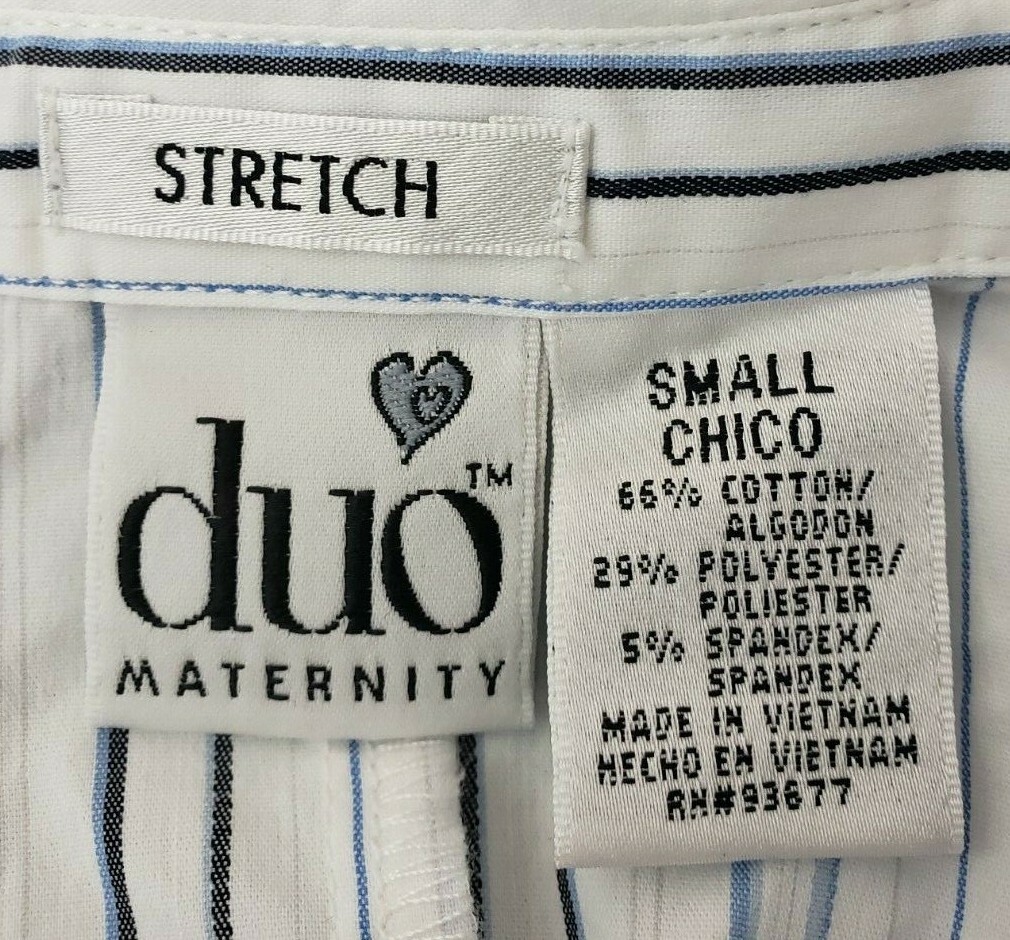 STRETCH
duo™
MATERNITY
SMALL
CHICO
66% COTTON/
ALGODON
29% POLYESTER/
POLIESTER
5% SPANDEX/
SPANDEX
MADE IN VIETNAM
HECHO EN VIETNAM
RN#93677